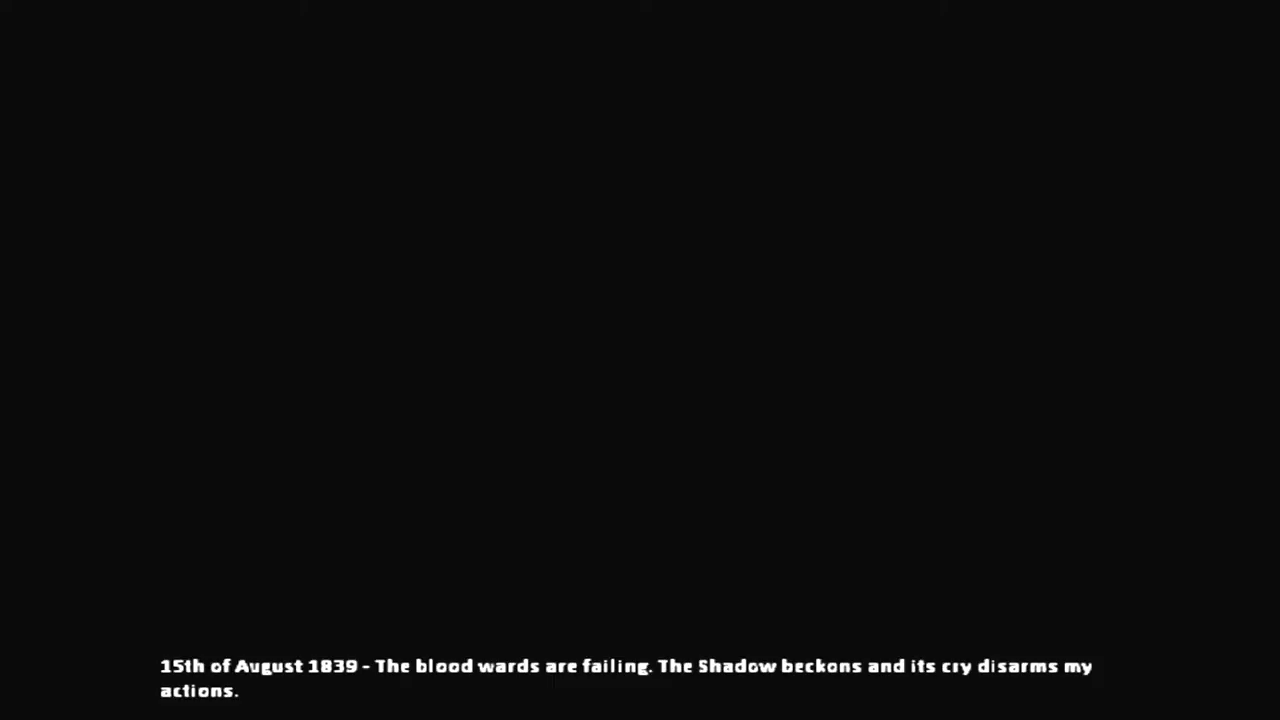 15th of August 1839 - The blood wards are failing. The Shadow beckons and its cry disarms my
actions.